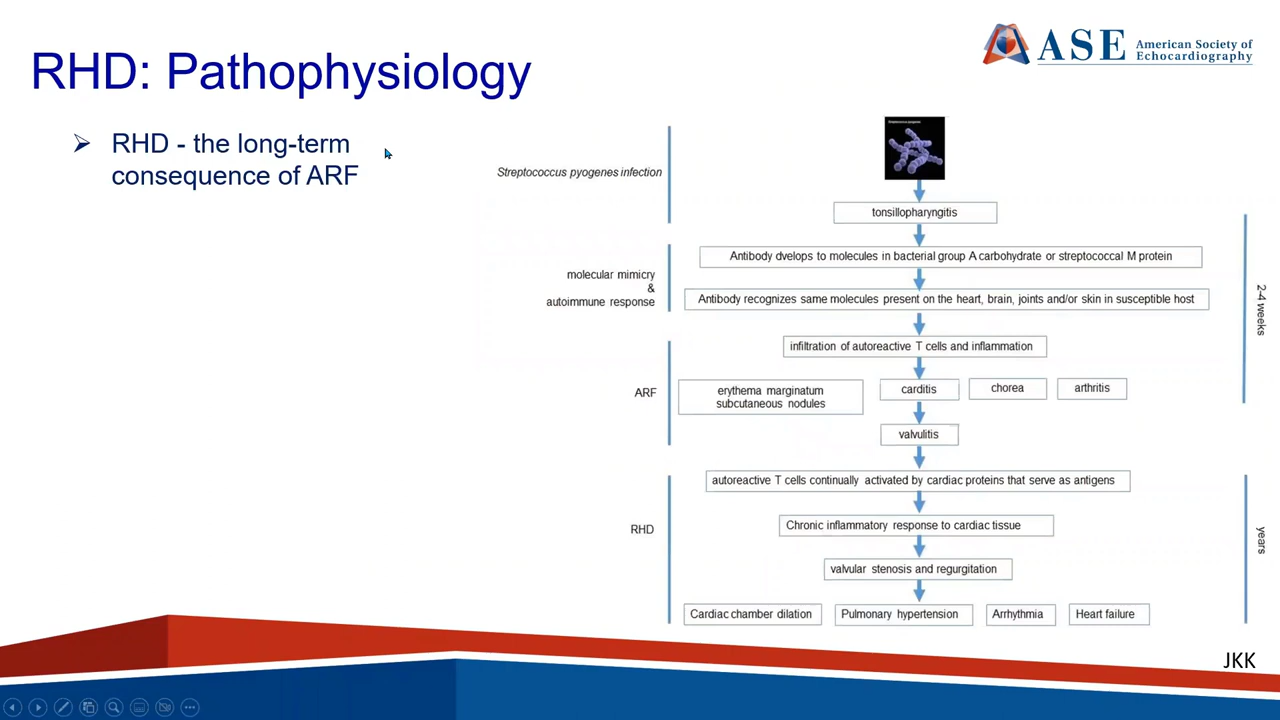 RHD: Pathophysiology
ASE American Society of
Echocardiography
➢ RHD - the long-term
consequence of ARF
Streptococcus pyogenes
Streptococcus pyogenes infection
tonsillopharyngitis
Antibody dvelops to molecules in bacterial group A carbohydrate or streptococcal M protein
molecular mimicry
&
autoimmune response
Antibody recognizes same molecules present on the heart, brain, joints and/or skin in susceptible host
2-4 weeks
infiltration of autoreactive T cells and inflammation
ARF
erythema marginatum
subcutaneous nodules
carditis
chorea
arthritis
valvulitis
autoreactive T cells continually activated by cardiac proteins that serve as antigens
RHD
Chronic inflammatory response to cardiac tissue
years
valvular stenosis and regurgitation
Cardiac chamber dilation
Pulmonary hypertension
Arrhythmia
Heart failure
JKK